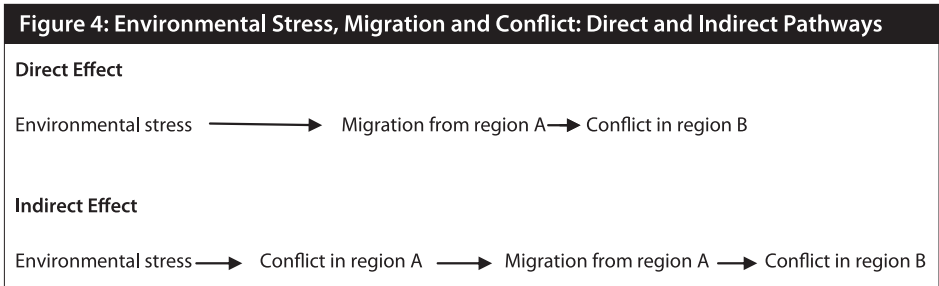 Figure 4: Environmental Stress, Migration and Conflict: Direct and Indirect Pathways
Direct Effect
Environmental stress Migration from region A Conflict in region B
Indirect Effect
Environmental stress Conflict in region A Migration from region A Conflict in region B